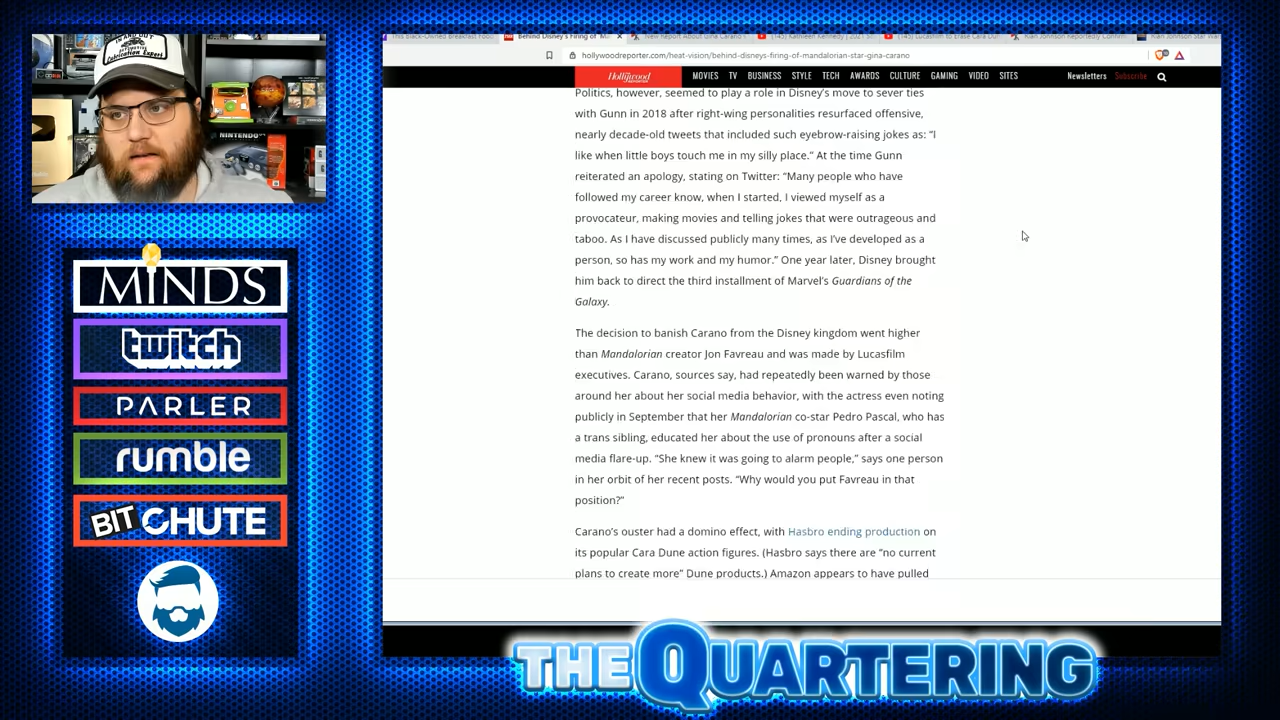 Behind Disney's Firing of 'Ma
hollywoodreporter.com/heat-vision/behind-disneys-firing-of-mandalorian-star-gina-carano
Hollywood
REPORTER
MOVIES TV BUSINESS STYLE TECH AWARDS CULTURE GAMING VIDEO SITES
Newsletters Subscribe
Politics, however, seemed to play a role in Disney's move to sever ties
with Gunn in 2018 after right-wing personalities resurfaced offensive,
nearly decade-old tweets that included such eyebrow-raising jokes as: "I
like when little boys touch me in my silly place." At the time Gunn
reiterated an apology, stating on Twitter: "Many people who have
followed my career know, when I started, I viewed myself as a
provocateur, making movies and telling jokes that were outrageous and
taboo. As I have discussed publicly many times, as I've developed as a
person, so has my work and my humor." One year later, Disney brought
him back to direct the third installment of Marvel's Guardians of the
Galaxy.
The decision to banish Carano from the Disney kingdom went higher
than Mandalorian creator Jon Favreau and was made by Lucasfilm
executives. Carano, sources say, had repeatedly been warned by those
around her about her social media behavior, with the actress even noting
publicly in September that her Mandalorian co-star Pedro Pascal, who has
a trans sibling, educated her about the use of pronouns after a social
media flare-up. "She knew it was going to alarm people," says one person
in her orbit of her recent posts. "Why would you put Favreau in that
position?"
Carano's ouster had a domino effect, with Hasbro ending production on
its popular Cara Dune action figures. (Hasbro says there are "no current
plans to create more" Dune products.) Amazon appears to have pulled
NINTENDO
MINDS
twitch
PARLER
rumble
BITCHUTE
THE QUARTERING